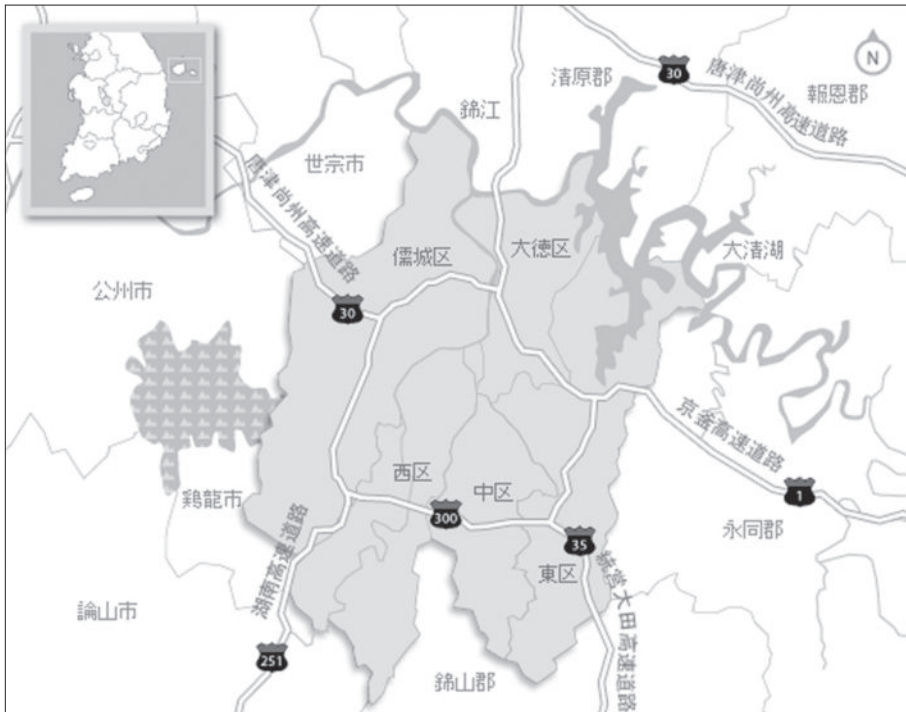 N
30
唐津尚州高速道路
報恩郡
清原郡
錦江
世宗市
唐津尚州高速道路
大徳区
儒城区
大清湖
公州市
30
京釜高速道路
西区
中区
1
鶏龍市
300
35
永同郡
湖南高速道路
東区
統営大田高速道路
論山市
251
錦山郡